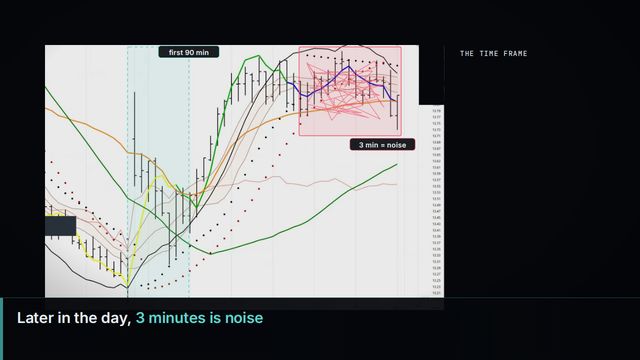 first 90 min
THE TIME FRAME
3 min = noise
Later in the day, 3 minutes is noise